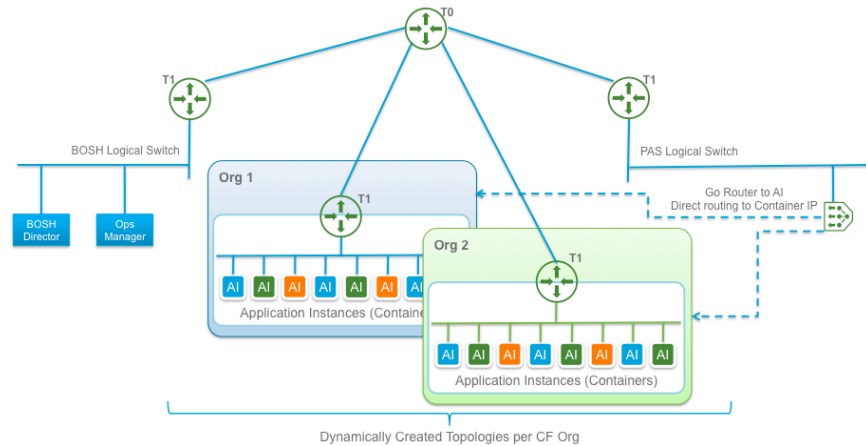 T0
T1
T1
BOSH Logical Switch
PAS Logical Switch
BOSH
Director
Ops
Manager
Org 1
T1
AI AI AI AI AI AI AI
Application Instances (Containe
Go Router to AI
Direct routing to Container IP
Org 2
T1
AI AI AI AI AI AI AI AI
Application Instances (Containers)
Dynamically Created Topologies per CF Org